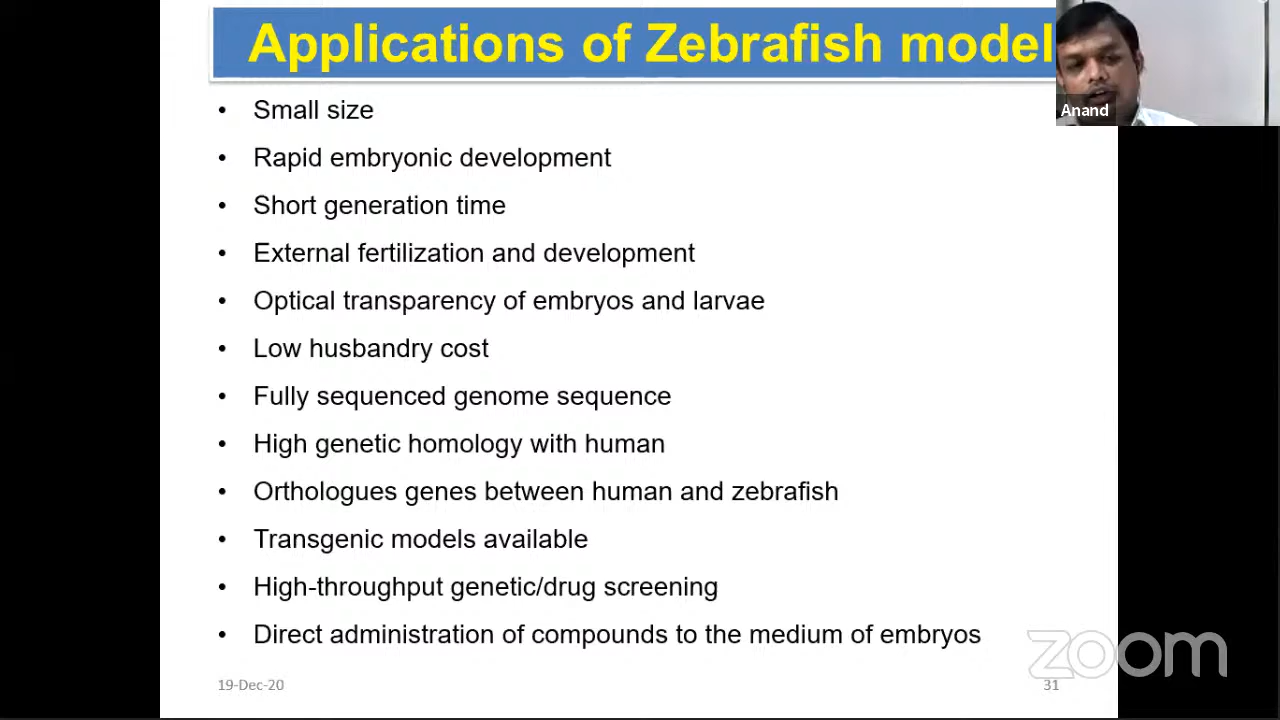 Applications of Zebrafish model
Anand
• Small size
• Rapid embryonic development
• Short generation time
• External fertilization and development
• Optical transparency of embryos and larvae
• Low husbandry cost
• Fully sequenced genome sequence
• High genetic homology with human
• Orthologues genes between human and zebrafish
• Transgenic models available
• High-throughput genetic/drug screening
• Direct administration of compounds to the medium of embryos
zoom
19-Dec-20
31